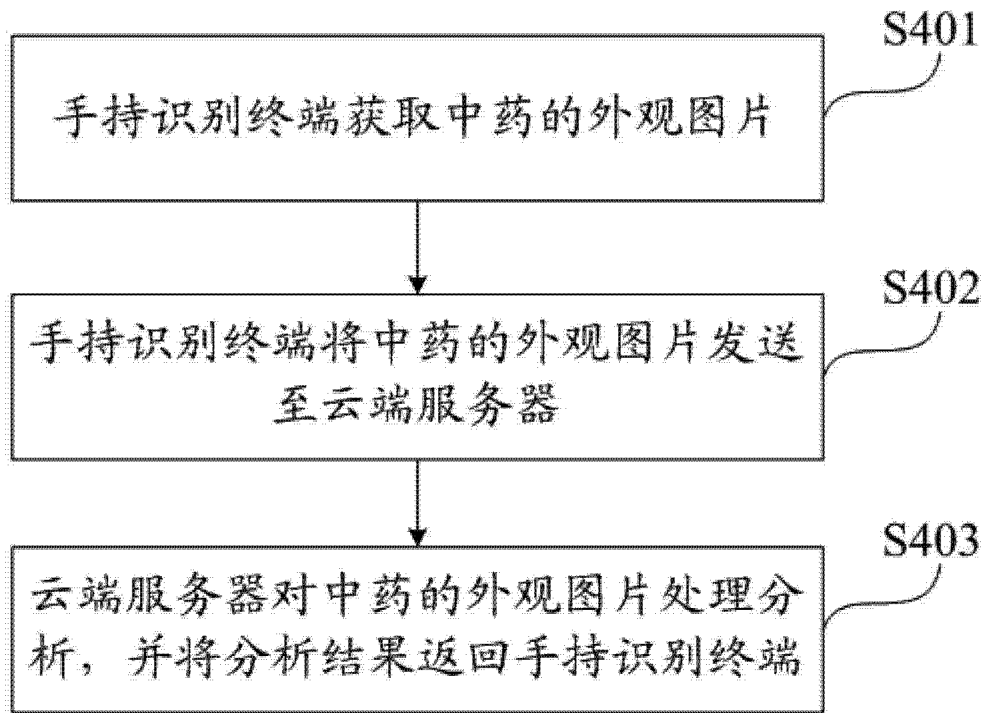 S401
手持识别终端获取中药的外观图片
S402
手持识别终端将中药的外观图片发送
至云端服务器
S403
云端服务器对中药的外观图片处理分
析，并将分析结果返回手持识别终端